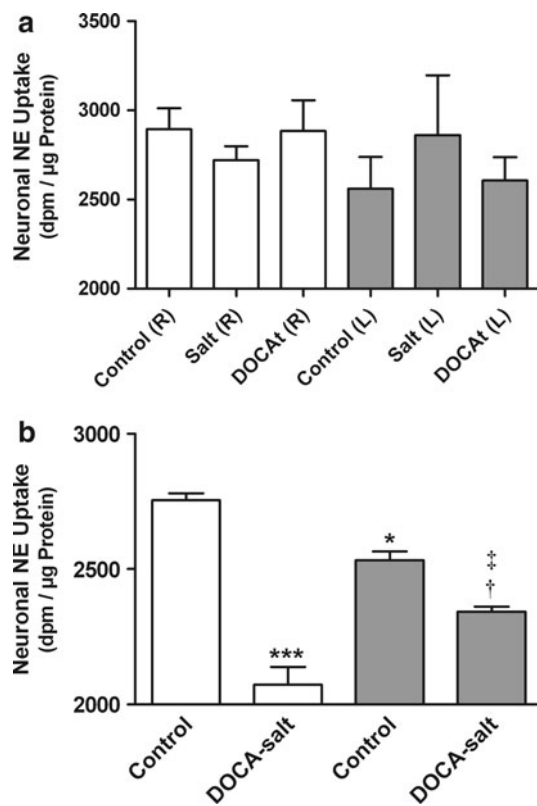 a
Neuronal NE Uptake
(dpm / µg Protein)
3500
3000
2500
2000
Control (R)
Salt (R)
DOCAt (R)
Control (L)
Salt (L)
DOCAt (L)
b
Neuronal NE Uptake
(dpm / µg Protein)
3000
2500
2000
***
*
‡
†
Control
DOCA-salt
Control
DOCA-salt